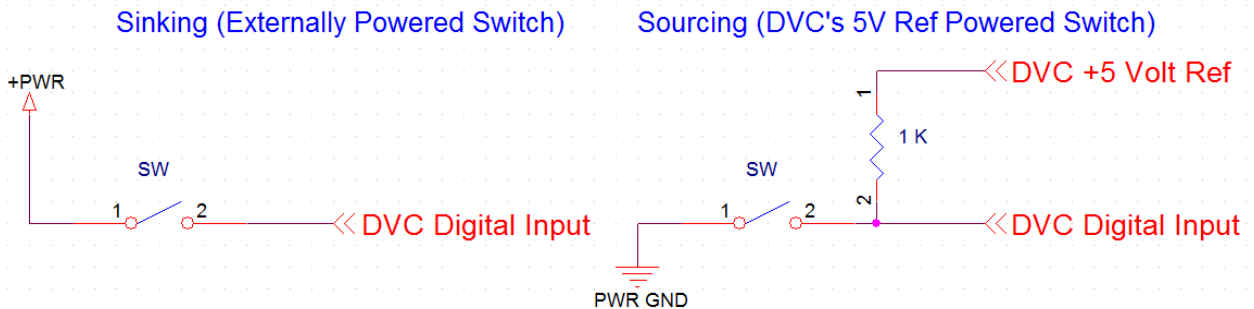 Sinking (Externally Powered Switch)
Sourcing (DVC's 5V Ref Powered Switch)
+PWR
SW
1
2
DVC Digital Input
DVC +5 Volt Ref
1
1 K
2
SW
1
2
DVC Digital Input
PWR GND